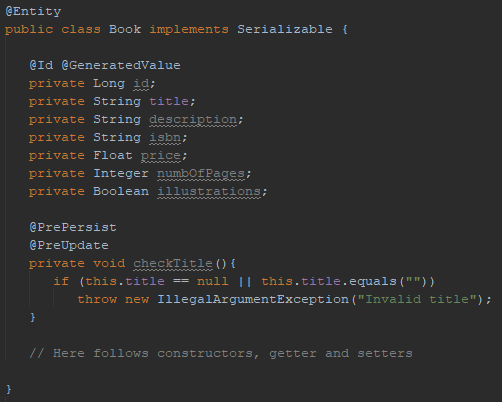 @Entity
public class Book implements Serializable {
@Id @GeneratedValue
private Long id;
private String title;
private String description;
private String isbn;
private Float price;
private Integer numbOfPages;
private Boolean illustrations;
@PrePersist
@PreUpdate
private void checkTitle(){
if (this.title == null || this.title.equals(""))
throw new IllegalArgumentException("Invalid title");
}
// Here follows constructors, getter and setters
}